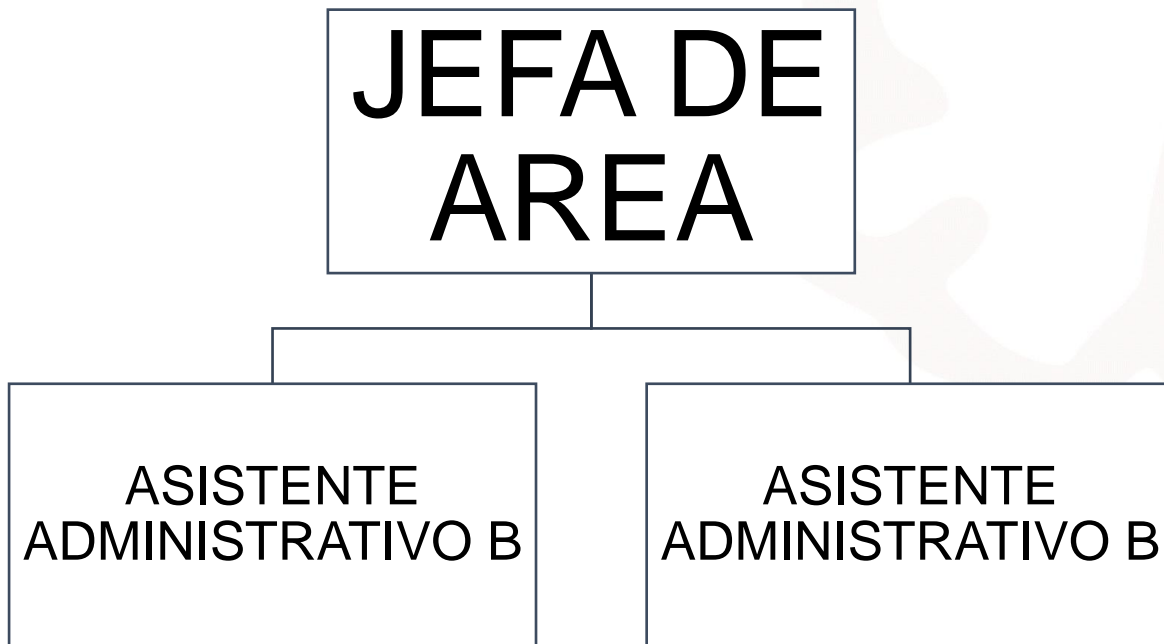 JEFA DE
AREA
ASISTENTE
ADMINISTRATIVO B
ASISTENTE
ADMINISTRATIVO B